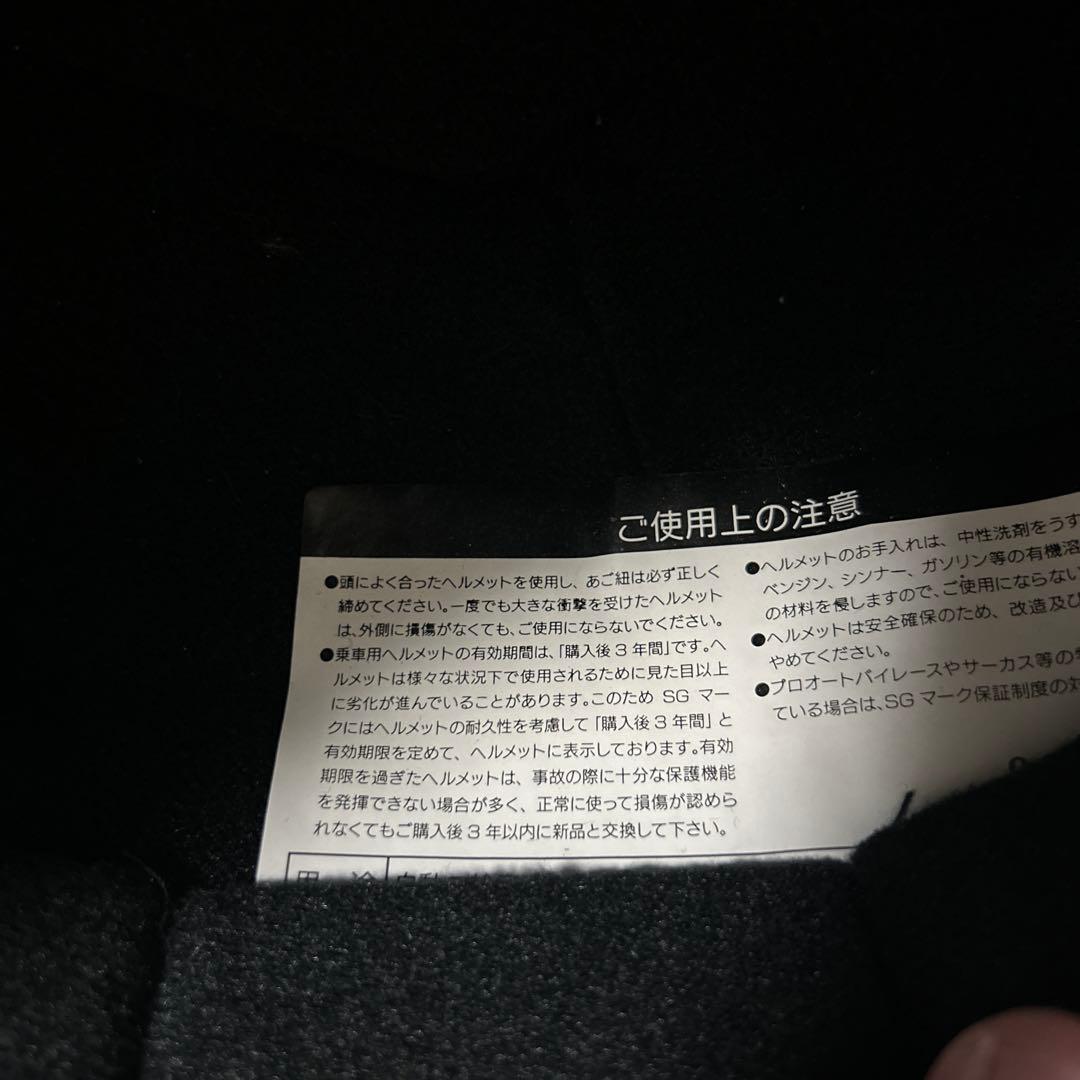 ご使用上の注意
●頭によく合ったヘルメットを使用し、あご紐は必ず正しく
締めてください。一度でも大きな衝撃を受けたヘルメット
は、外側に損傷がなくても、ご使用にならないでください。
●乗車用ヘルメットの有効期間は、「購入後3年間」です。ヘ
ルメットは様々な状況下で使用されるために見た目以上
に劣化が進んでいることがあります。このため SG マー
クにはヘルメットの耐久性を考慮して「購入後3年間」と
有効期限を定めて、ヘルメットに表示しております。有効
期限を過ぎたヘルメットは、事故の際に十分な保護機能
を発揮できない場合が多く、正常に使って損傷が認めら
れなくてもご購入後3年以内に新品と交換して下さい。
●ヘルメットのお手入れは、中性洗剤をうす
ベンジン、シンナー、ガソリン等の有機溶
の材料を侵しますので、ご使用にならない
●ヘルメットは安全確保のため、改造及び
やめてください。
●プロオートバイレースやサーカス等の
ている場合は、SGマーク保証制度の対
用 途